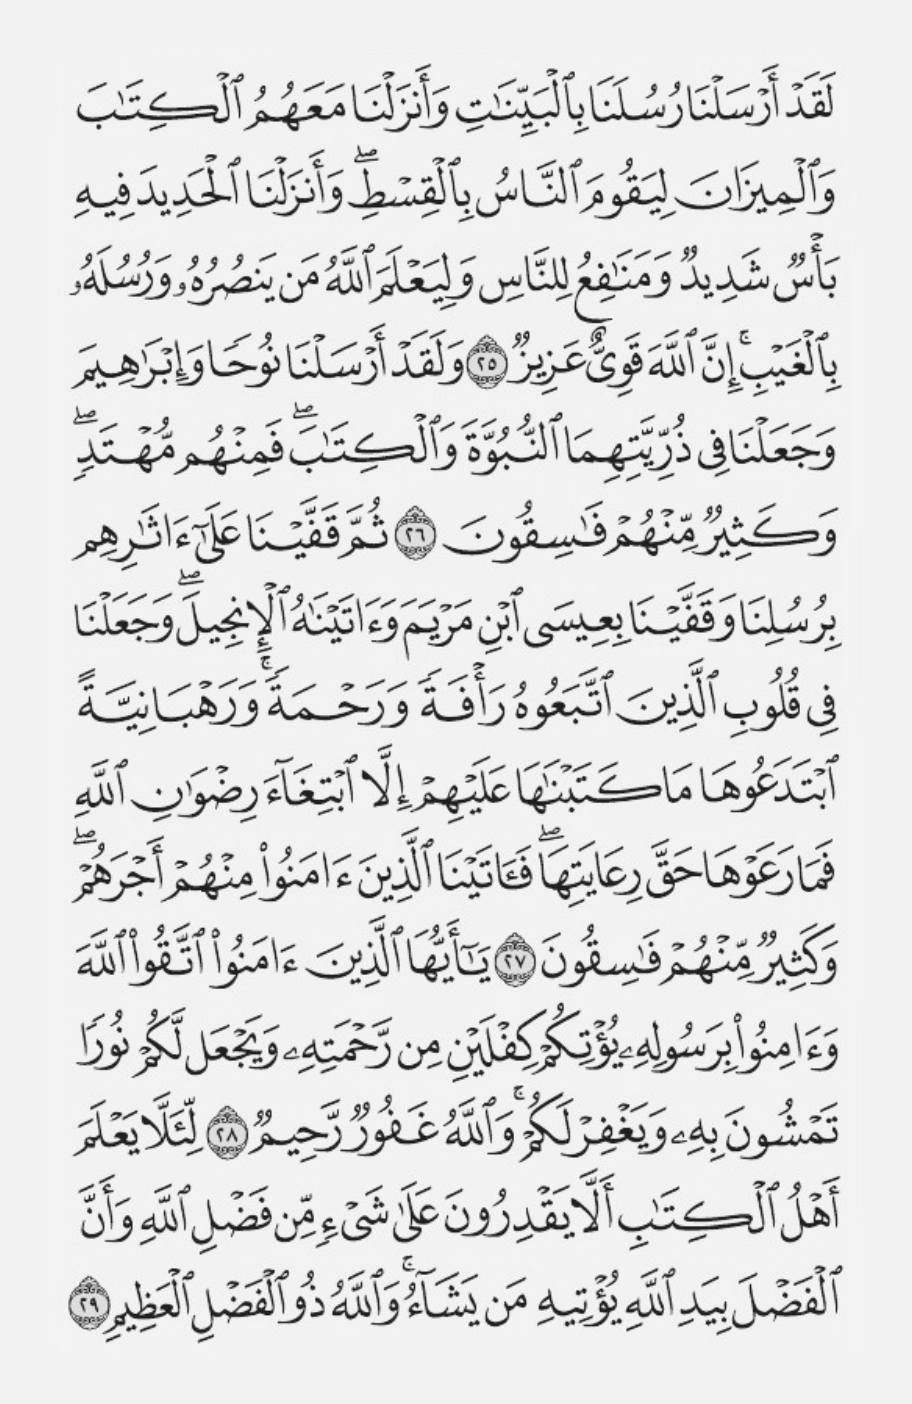 لَقَدْ أَرْسَلْنَا رُسُلَنَا بِٱلْبَيِّنَٰتِ وَأَنزَلْنَا مَعَهُمُ ٱلْكِتَٰبَ
وَٱلْمِيزَانَ لِيَقُومَ ٱلنَّاسُ بِٱلْقِسْطِۖ وَأَنزَلْنَا ٱلْحَدِيدَ فِيهِ
بَأْسٌ شَدِيدٌ وَمَنَٰفِعُ لِلنَّاسِ وَلِيَعْلَمَ ٱللَّهُ مَن يَنصُرُهُۥ وَرُسُلَهُۥ
بِٱلْغَيْبِۚ إِنَّ ٱللَّهَ قَوِىٌّ عَزِيزٌ ٢٥ وَلَقَدْ أَرْسَلْنَا نُوحًا وَإِبْرَٰهِيمَ
وَجَعَلْنَا فِى ذُرِّيَّتِهِمَا ٱلنُّبُوَّةَ وَٱلْكِتَٰبَۖ فَمِنْهُم مُّهْتَدٍۖ
وَكَثِيرٌ مِّنْهُمْ فَٰسِقُونَ ٢٦ ثُمَّ قَفَّيْنَا عَلَىٰٓ ءَاثَٰرِهِم
بِرُسُلِنَا وَقَفَّيْنَا بِعِيسَى ٱبْنِ مَرْيَمَ وَءَاتَيْنَٰهُ ٱلْإِنجِيلَۖ وَجَعَلْنَا
فِى قُلُوبِ ٱلَّذِينَ ٱتَّبَعُوهُ رَأْفَةً وَرَحْمَةًۚ وَرَهْبَانِيَّةً
ٱبْتَدَعُوهَا مَا كَتَبْنَٰهَا عَلَيْهِمْ إِلَّا ٱبْتِغَآءَ رِضْوَٰنِ ٱللَّهِ
فَمَا رَعَوْهَا حَقَّ رِعَايَتِهَاۖ فَـَٔاتَيْنَا ٱلَّذِينَ ءَامَنُوا۟ مِنْهُمْ أَجْرَهُمْۖ
وَكَثِيرٌ مِّنْهُمْ فَٰسِقُونَ ٢٧ يَٰٓأَيُّهَا ٱلَّذِينَ ءَامَنُوا۟ ٱتَّقُوا۟ ٱللَّهَ
وَءَامِنُوا۟ بِرَسُولِهِۦ يُؤْتِكُمْ كِفْلَيْنِ مِن رَّحْمَتِهِۦ وَيَجْعَل لَّكُمْ نُورًا
تَمْشُونَ بِهِۦ وَيَغْفِرْ لَكُمْۚ وَٱللَّهُ غَفُورٌ رَّحِيمٌ ٢٨ لِّئَلَّا يَعْلَمَ
أَهْلُ ٱلْكِتَٰبِ أَلَّا يَقْدِرُونَ عَلَىٰ شَىْءٍ مِّن فَضْلِ ٱللَّهِ وَأَنَّ
ٱلْفَضْلَ بِيَدِ ٱللَّهِ يُؤْتِيهِ مَن يَشَآءُۚ وَٱللَّهُ ذُو ٱلْفَضْلِ ٱلْعَظِيمِ ٢٩